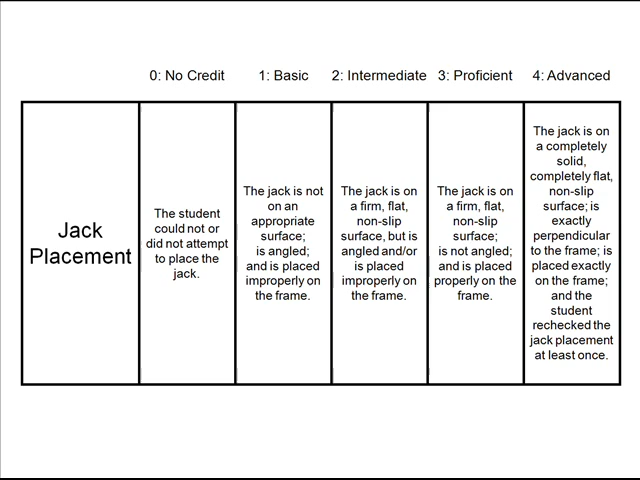 0: No Credit
1: Basic
2: Intermediate
3: Proficient
4: Advanced
Jack
Placement
The student
could not or
did not attempt
to place the
jack.
The jack is not
on an
appropriate
surface;
is angled;
and is placed
improperly on
the frame.
The jack is on
a firm, flat,
non-slip
surface, but is
angled and/or
is placed
improperly on
the frame.
The jack is on
a firm, flat,
non-slip
surface;
is not angled;
and is placed
properly on the
frame.
The jack is on
a completely
solid,
completely flat,
non-slip
surface; is
exactly
perpendicular
to the frame; is
placed exactly
on the frame;
and the
student
rechecked the
jack placement
at least once.